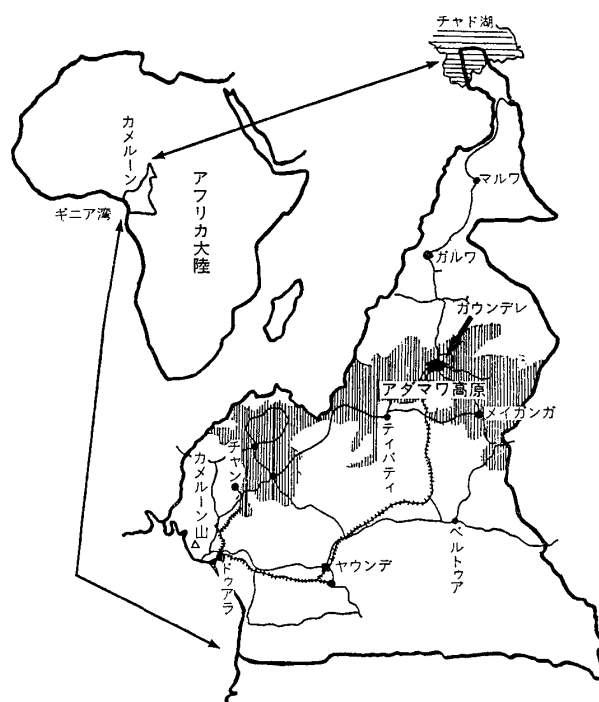 チャド湖
カメルーン
アフリカ大陸
ギニア湾
マルワ
ガルワ
ガウンデレ
アダマワ高原
メイガンガ
ティバティ
チャン
カメルーン山
ベルトゥア
ヤウンデ
ドゥアラ